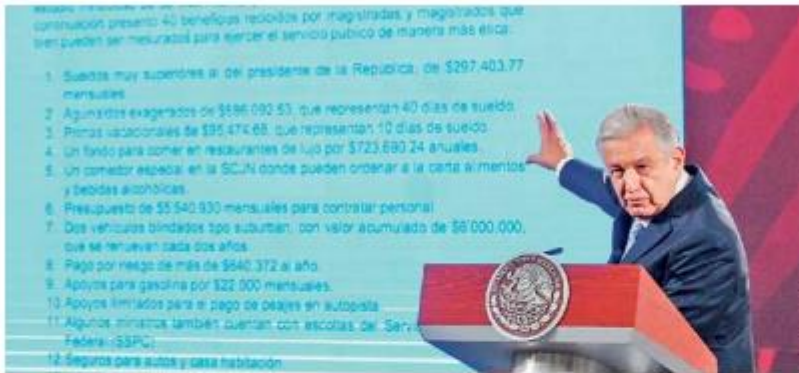 continuación presento 40 beneficios recibidos por magistradas y magistrados que
bien pueden ser mesurados para ejercer el servicio público de manera más ética:
1. Sueldos muy superiores al del presidente de la República, de $297,403.77
mensuales.
2. Aguinaldos exagerados de $586,092.53, que representan 40 días de sueldo.
3. Primas vacacionales de $95,474.68, que representan 10 días de sueldo.
4. Un fondo para comer en restaurantes de lujo por $723,690.24 anuales.
5. Un comedor especial en la SCJN donde pueden ordenar a la carta alimentos
y bebidas alcohólicas.
6. Presupuesto de $5,540,930 mensuales para contratar personal.
7. Dos vehículos blindados tipo suburban, con valor acumulado de $6'000,000,
que se renuevan cada dos años.
8. Pago por riesgo de más de $640,372 al año.
9. Apoyos para gasolina por $22,000 mensuales.
10. Apoyos ilimitados para el pago de peajes en autopista.
11. Algunos ministros también cuentan con escoltas del
Federal (SSPC)
12. Seguros para autos y casa habitación